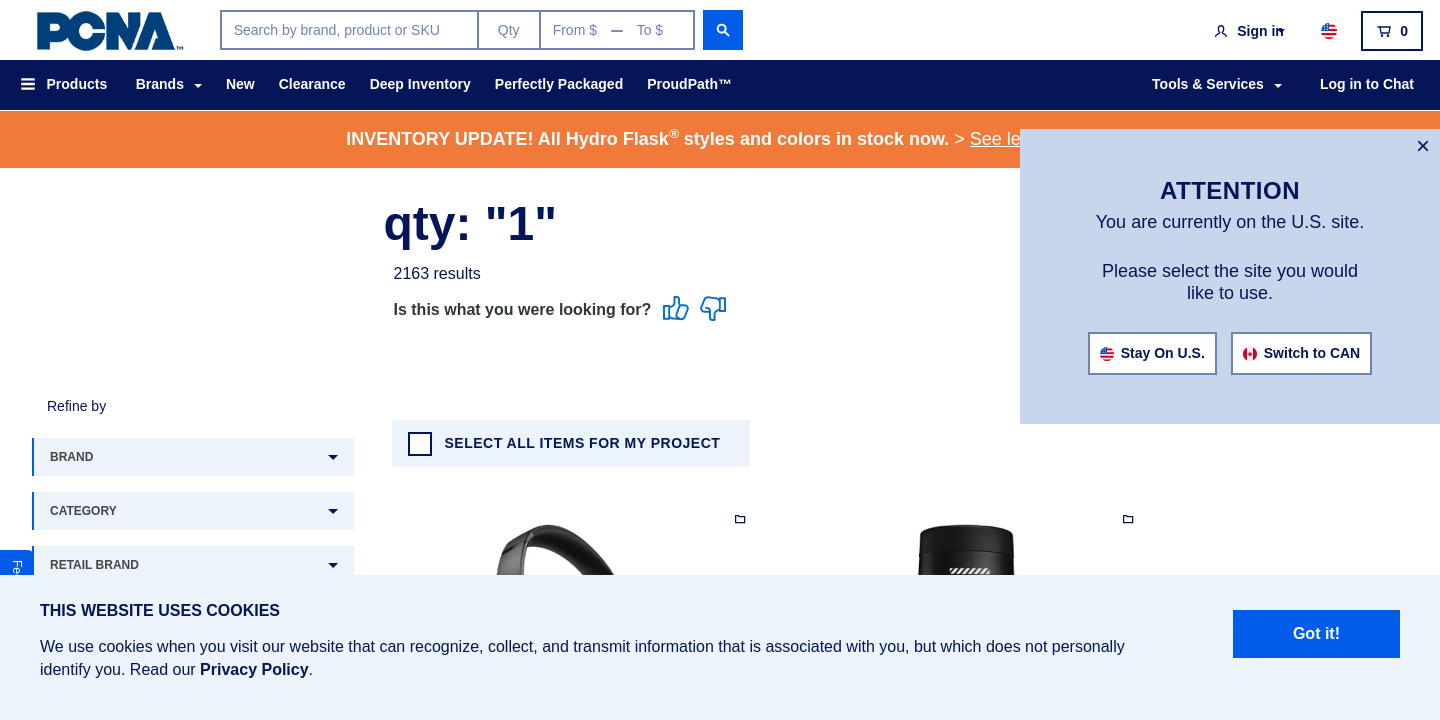 PCNA™
Search by brand, product or SKU
Qty
From $ — To $
Sign in
0
Products
Brands
New
Clearance
Deep Inventory
Perfectly Packaged
ProudPath™
Tools & Services
Log in to Chat
INVENTORY UPDATE! All Hydro Flask® styles and colors in stock now. > See le
×
ATTENTION
You are currently on the U.S. site.
Please select the site you would
like to use.
Stay On U.S.
Switch to CAN
qty: "1"
2163 results
Is this what you were looking for?
Refine by
BRAND
CATEGORY
RETAIL BRAND
SELECT ALL ITEMS FOR MY PROJECT
Fe
THIS WEBSITE USES COOKIES
We use cookies when you visit our website that can recognize, collect, and transmit information that is associated with you, but which does not personally
identify you. Read our Privacy Policy.
Got it!